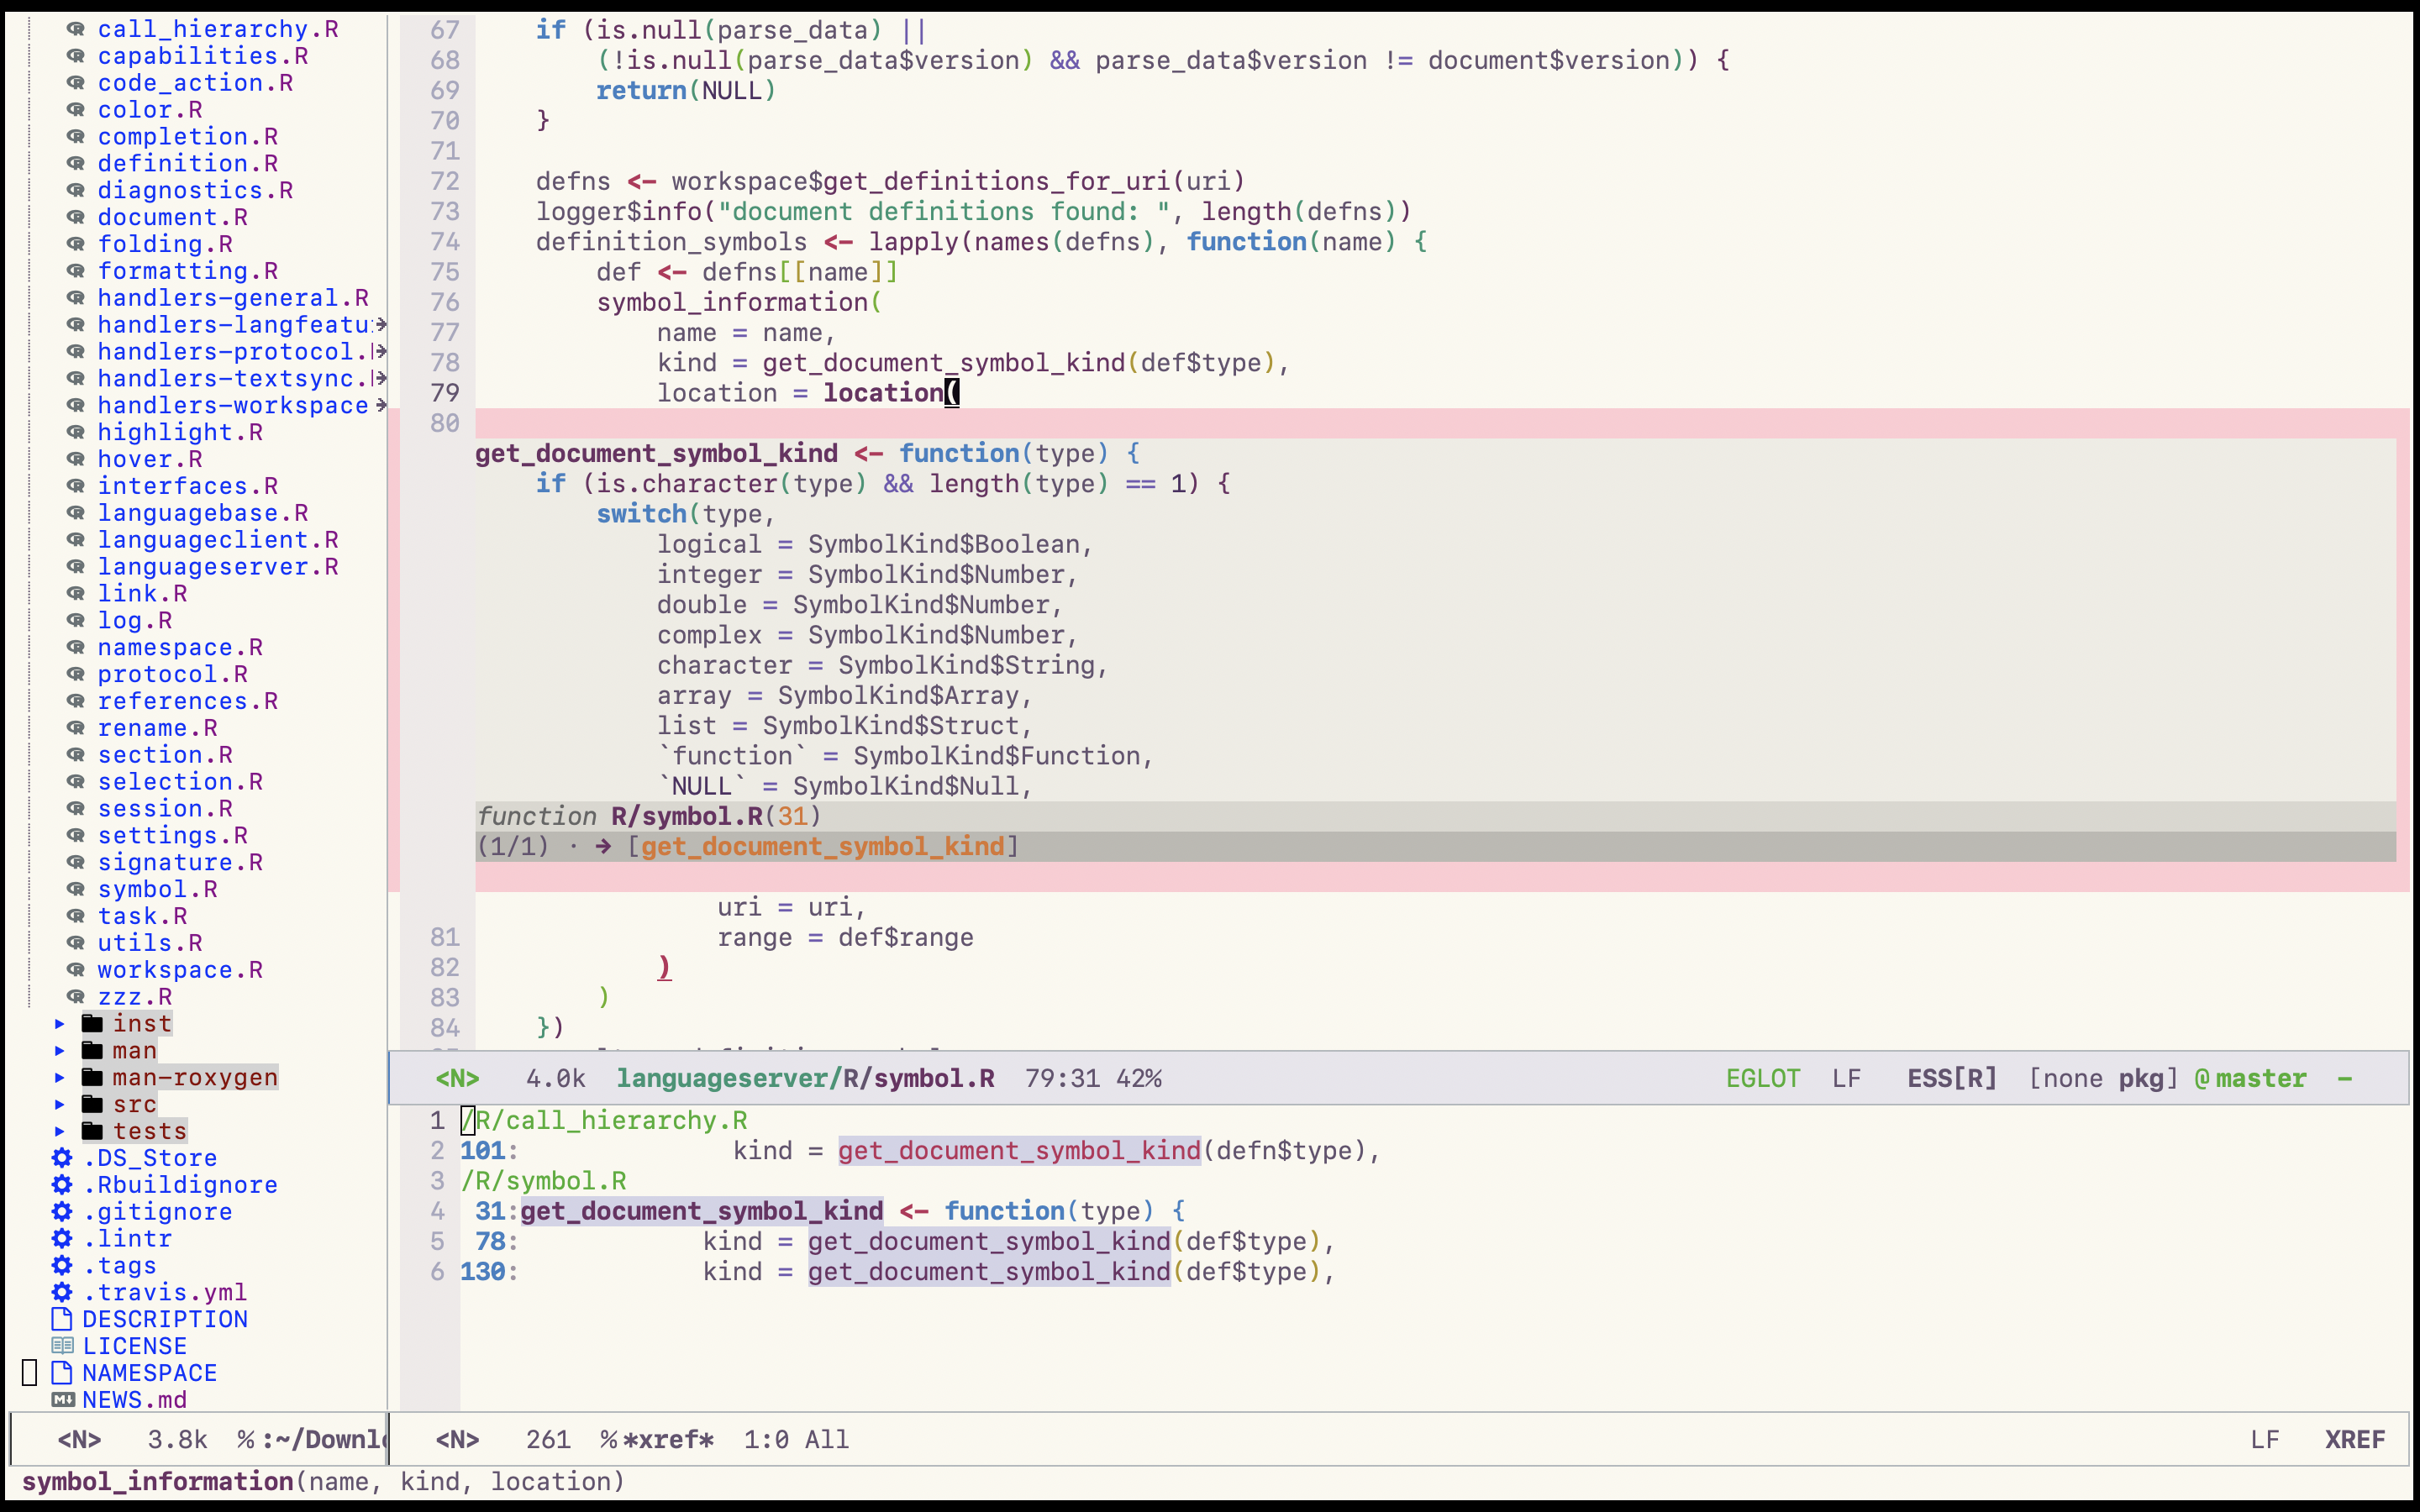 call_hierarchy.R
capabilities.R
code_action.R
color.R
completion.R
definition.R
diagnostics.R
document.R
folding.R
formatting.R
handlers-general.R
handlers-langfeatu
handlers-protocol.
handlers-textsync.
handlers-workspace
highlight.R
hover.R
interfaces.R
languagebase.R
languageclient.R
languageserver.R
link.R
log.R
namespace.R
protocol.R
references.R
rename.R
section.R
selection.R
session.R
settings.R
signature.R
symbol.R
task.R
utils.R
workspace.R
zzz.R
inst
man
man-roxygen
src
tests
.DS_Store
.Rbuildignore
.gitignore
.lintr
.tags
.travis.yml
DESCRIPTION
LICENSE
NAMESPACE
NEWS.md
<N> 3.8k %:~/Downl
67     if (is.null(parse_data) ||
68         (!is.null(parse_data$version) && parse_data$version != document$version)) {
69         return(NULL)
70     }
71
72     defns <- workspace$get_definitions_for_uri(uri)
73     logger$info("document definitions found: ", length(defns))
74     definition_symbols <- lapply(names(defns), function(name) {
75         def <- defns[[name]]
76         symbol_information(
77             name = name,
78             kind = get_document_symbol_kind(def$type),
79             location = location(
80
get_document_symbol_kind <- function(type) {
    if (is.character(type) && length(type) == 1) {
        switch(type,
            logical = SymbolKind$Boolean,
            integer = SymbolKind$Number,
            double = SymbolKind$Number,
            complex = SymbolKind$Number,
            character = SymbolKind$String,
            array = SymbolKind$Array,
            list = SymbolKind$Struct,
            `function` = SymbolKind$Function,
            `NULL` = SymbolKind$Null,
function R/symbol.R(31)
(1/1) · → [get_document_symbol_kind]
                uri = uri,
81                 range = def$range
82             )
83         )
84     })
<N> 4.0k languageserver/R/symbol.R 79:31 42% EGLOT LF ESS[R] [none pkg] @master –
1 /R/call_hierarchy.R
2 101:              kind = get_document_symbol_kind(defn$type),
3 /R/symbol.R
4  31:get_document_symbol_kind <- function(type) {
5  78:            kind = get_document_symbol_kind(def$type),
6 130:            kind = get_document_symbol_kind(def$type),
<N> 261 %*xref* 1:0 All LF XREF
symbol_information(name, kind, location)